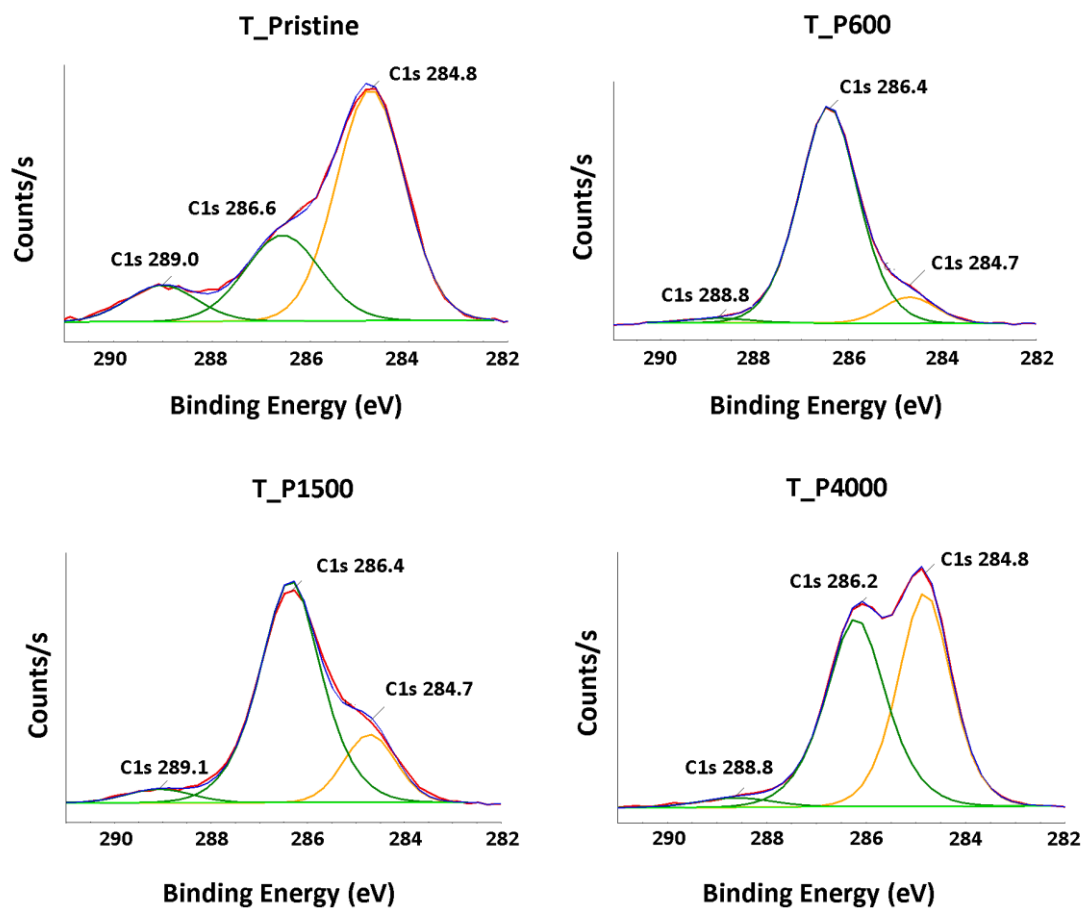 T_Pristine
C1s 284.8
C1s 286.6
C1s 289.0
Counts/s
290 288 286 284 282
Binding Energy (eV)
T_P600
C1s 286.4
C1s 284.7
C1s 288.8
Counts/s
290 288 286 284 282
Binding Energy (eV)
T_P1500
C1s 286.4
C1s 284.7
C1s 289.1
Counts/s
290 288 286 284 282
Binding Energy (eV)
T_P4000
C1s 284.8
C1s 286.2
C1s 288.8
Counts/s
290 288 286 284 282
Binding Energy (eV)